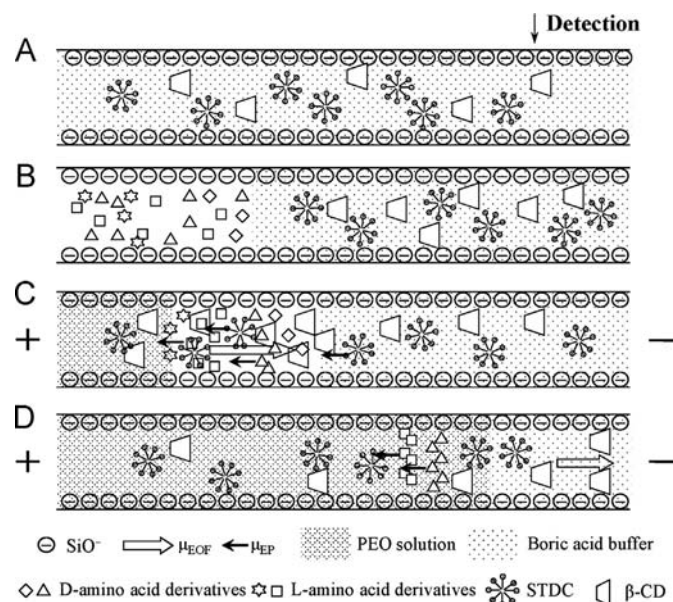 Detection
A
B
C
+ −
D
+ −
SiO⁻ μEOF μEP PEO solution Boric acid buffer
D-amino acid derivatives L-amino acid derivatives STDC β-CD